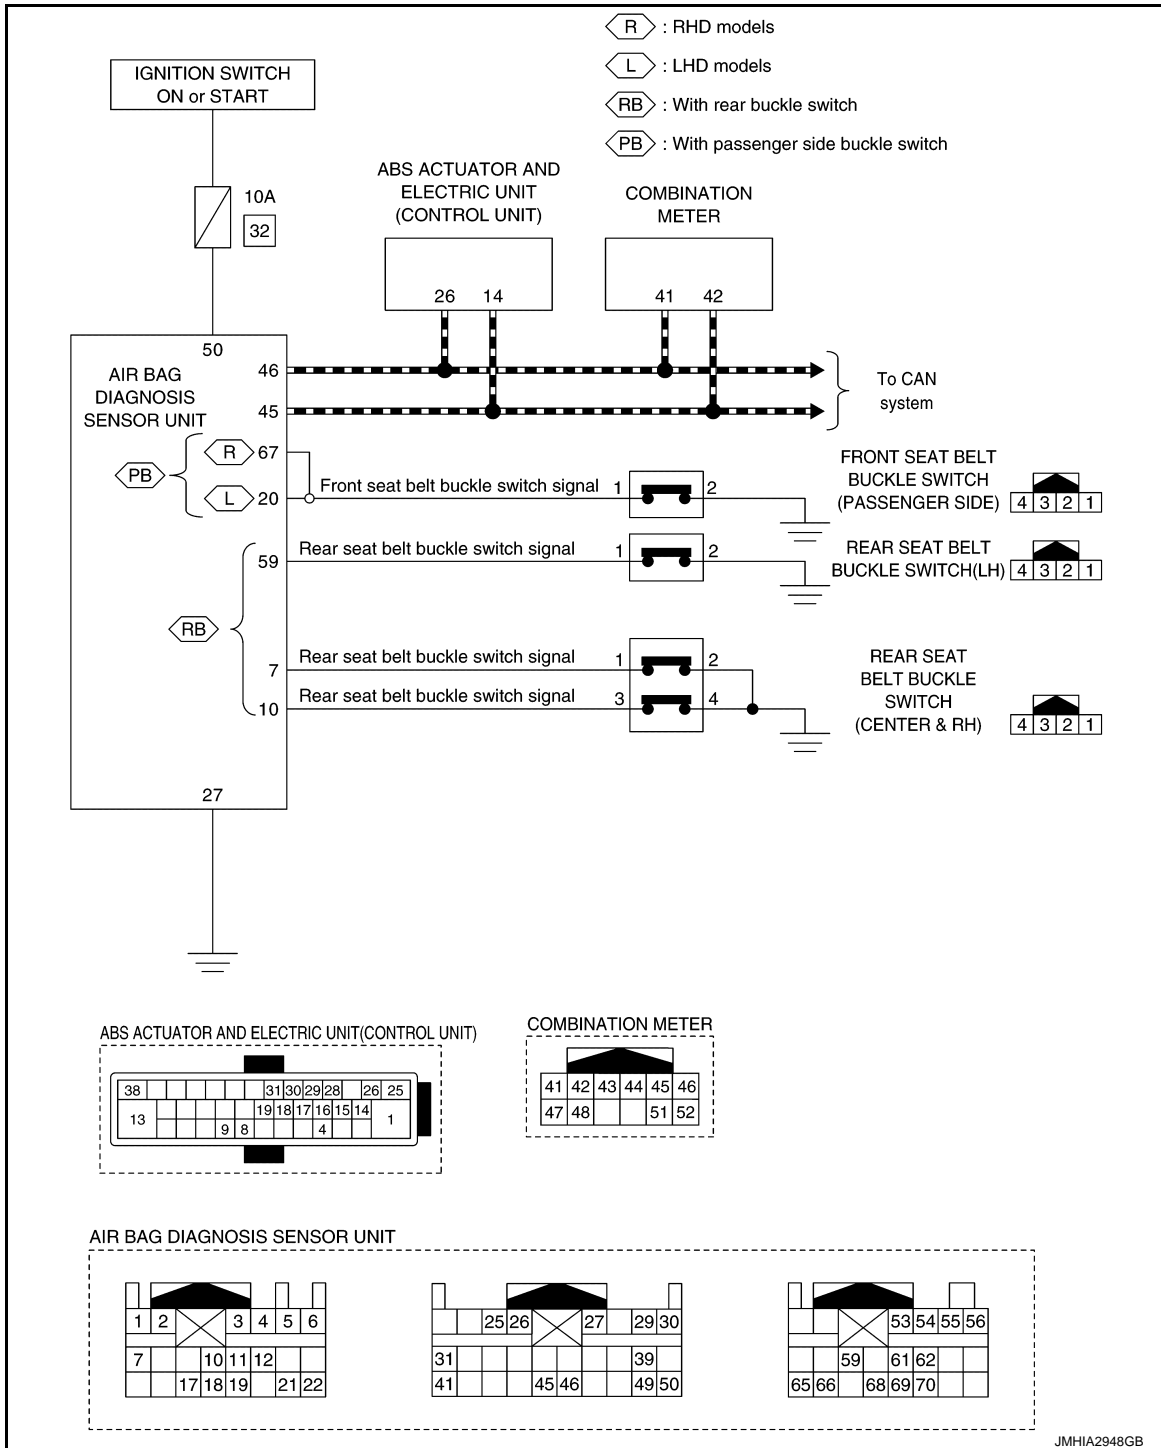 R : RHD models
L : LHD models
RB : With rear buckle switch
PB : With passenger side buckle switch
IGNITION SWITCH
ON or START
10A
32
ABS ACTUATOR AND
ELECTRIC UNIT
(CONTROL UNIT)
26 14
COMBINATION
METER
41 42
50
AIR BAG
DIAGNOSIS
SENSOR UNIT
46
45
To CAN
system
PB
R 67
L 20
Front seat belt buckle switch signal 1 2
FRONT SEAT BELT
BUCKLE SWITCH
(PASSENGER SIDE)
4 3 2 1
RB
59
Rear seat belt buckle switch signal 1 2
REAR SEAT BELT
BUCKLE SWITCH(LH)
4 3 2 1
7
Rear seat belt buckle switch signal 1 2
10
Rear seat belt buckle switch signal 3 4
REAR SEAT
BELT BUCKLE
SWITCH
(CENTER & RH)
4 3 2 1
27
ABS ACTUATOR AND ELECTRIC UNIT(CONTROL UNIT)
38 31 30 29 28 26 25
13 19 18 17 16 15 14 1
9 8 4
COMBINATION METER
41 42 43 44 45 46
47 48 51 52
AIR BAG DIAGNOSIS SENSOR UNIT
1 2 3 4 5 6
7 10 11 12
17 18 19 21 22
25 26 27 29 30
31 39
41 45 46 49 50
53 54 55 56
59 61 62
65 66 68 69 70
JMHIA2948GB